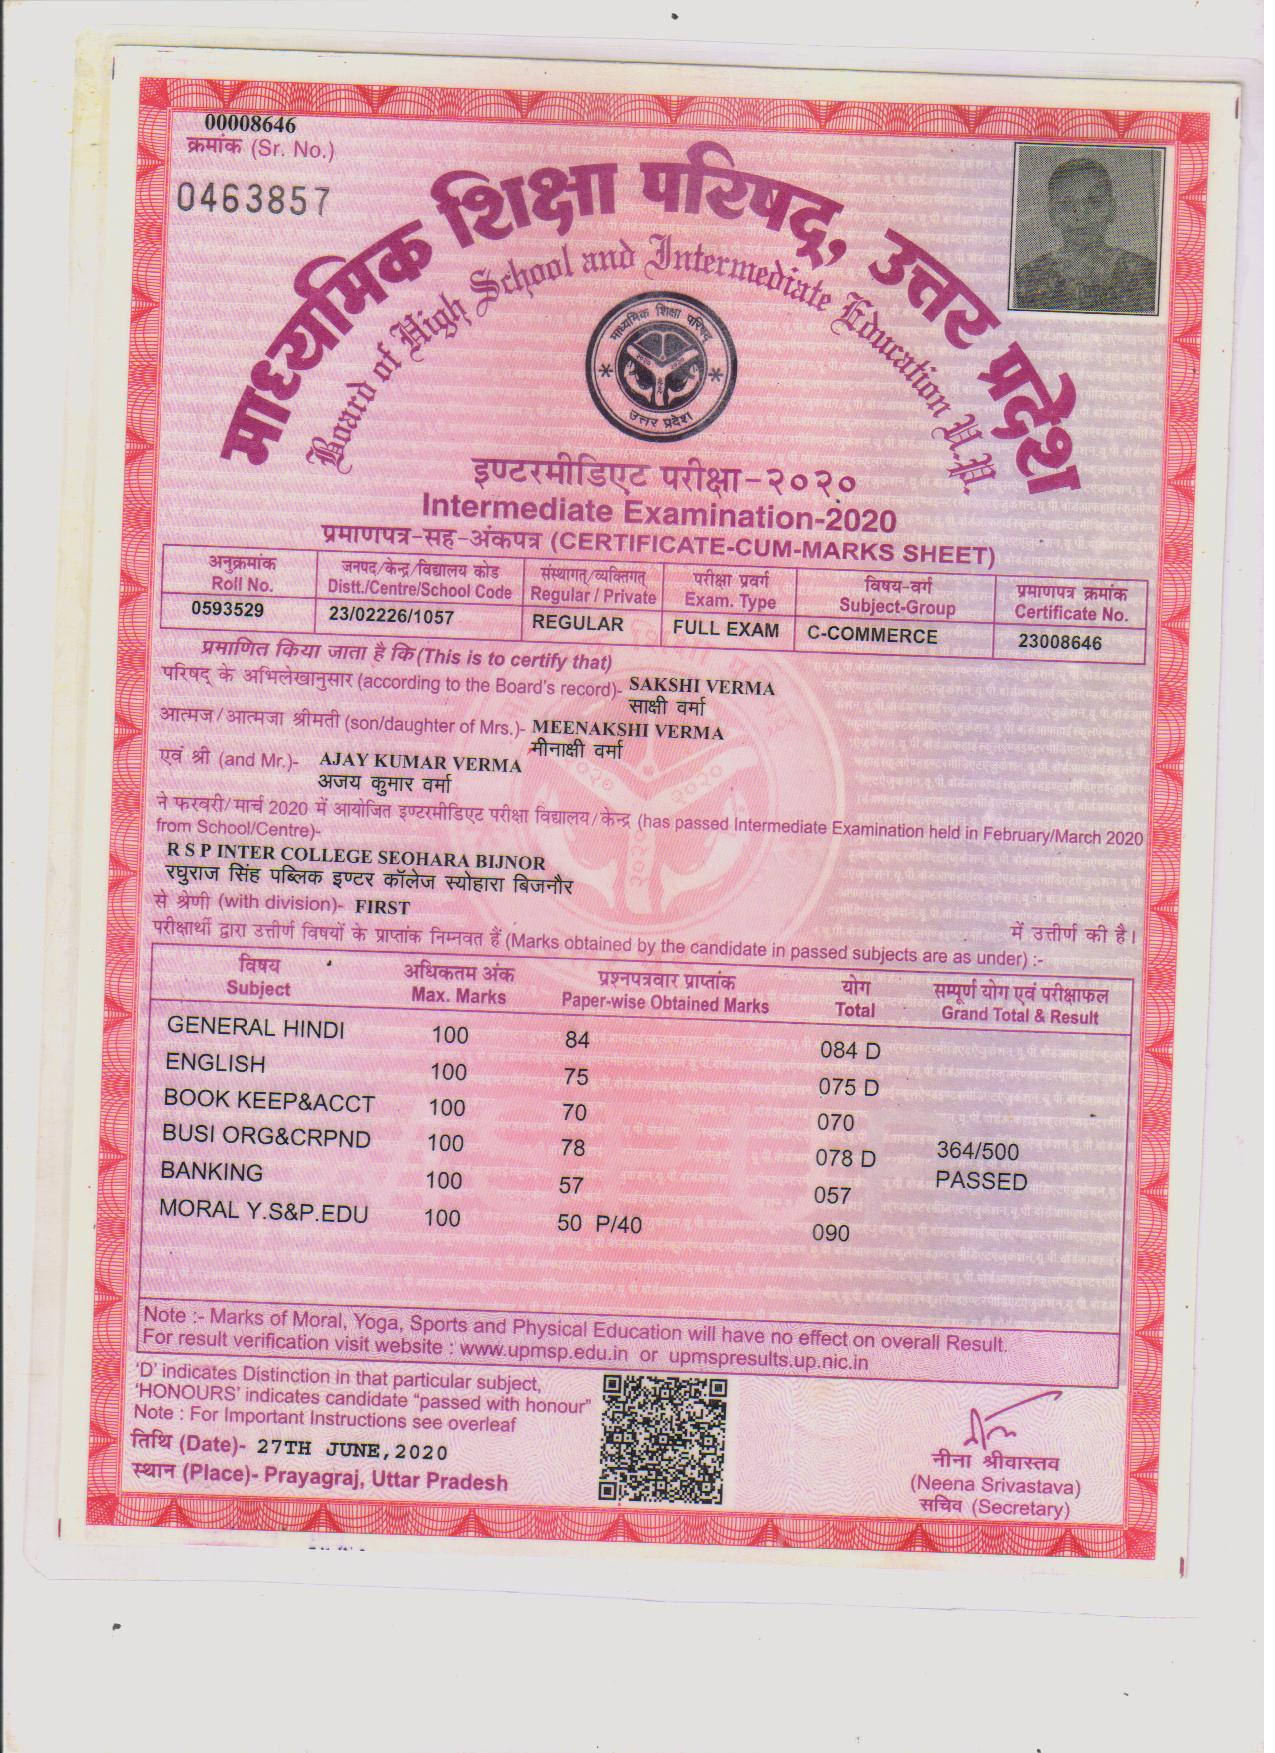 00008646
क्रमांक (Sr. No.)
0463857
माध्यमिक शिक्षा परिषद्, उत्तर प्रदेश
Board of High School and Intermediate Education U.P.
माध्यमिक शिक्षा परिषद्
उत्तर प्रदेश
इण्टरमीडिएट परीक्षा-२०२०
Intermediate Examination-2020
प्रमाणपत्र-सह-अंकपत्र (CERTIFICATE-CUM-MARKS SHEET)
अनुक्रमांक जनपद/केन्द्र/विद्यालय कोड संस्थागत्/व्यक्तिगत् परीक्षा प्रवर्ग विषय-वर्ग प्रमाणपत्र क्रमांक
Roll No. Distt./Centre/School Code Regular / Private Exam. Type Subject-Group Certificate No.
0593529 23/02226/1057 REGULAR FULL EXAM C-COMMERCE 23008646
प्रमाणित किया जाता है कि (This is to certify that)
परिषद् के अभिलेखानुसार (according to the Board's record)- SAKSHI VERMA
साक्षी वर्मा
आत्मज/आत्मजा श्रीमती (son/daughter of Mrs.)- MEENAKSHI VERMA
मीनाक्षी वर्मा
एवं श्री (and Mr.)- AJAY KUMAR VERMA
अजय कुमार वर्मा
ने फरवरी/मार्च 2020 में आयोजित इण्टरमीडिएट परीक्षा विद्यालय/केन्द्र (has passed Intermediate Examination held in February/March 2020
from School/Centre)-
R S P INTER COLLEGE SEOHARA BIJNOR
रघुराज सिंह पब्लिक इण्टर कॉलेज स्योहारा बिजनौर
से श्रेणी (with division)- FIRST में उत्तीर्ण की है।
परीक्षार्थी द्वारा उत्तीर्ण विषयों के प्राप्तांक निम्नवत हैं (Marks obtained by the candidate in passed subjects are as under) :-
विषय अधिकतम अंक प्रश्नपत्रवार प्राप्तांक योग सम्पूर्ण योग एवं परीक्षाफल
Subject Max. Marks Paper-wise Obtained Marks Total Grand Total & Result
GENERAL HINDI 100 84 084 D
ENGLISH 100 75 075 D
BOOK KEEP&ACCT 100 70 070
BUSI ORG&CRPND 100 78 078 D 364/500
BANKING 100 57 057 PASSED
MORAL Y.S&P.EDU 100 50 P/40 090
Note :- Marks of Moral, Yoga, Sports and Physical Education will have no effect on overall Result.
For result verification visit website : www.upmsp.edu.in or upmspresults.up.nic.in
'D' indicates Distinction in that particular subject,
'HONOURS' indicates candidate "passed with honour"
Note : For Important Instructions see overleaf
तिथि (Date)- 27TH JUNE,2020
स्थान (Place)- Prayagraj, Uttar Pradesh
नीना श्रीवास्तव
(Neena Srivastava)
सचिव (Secretary)